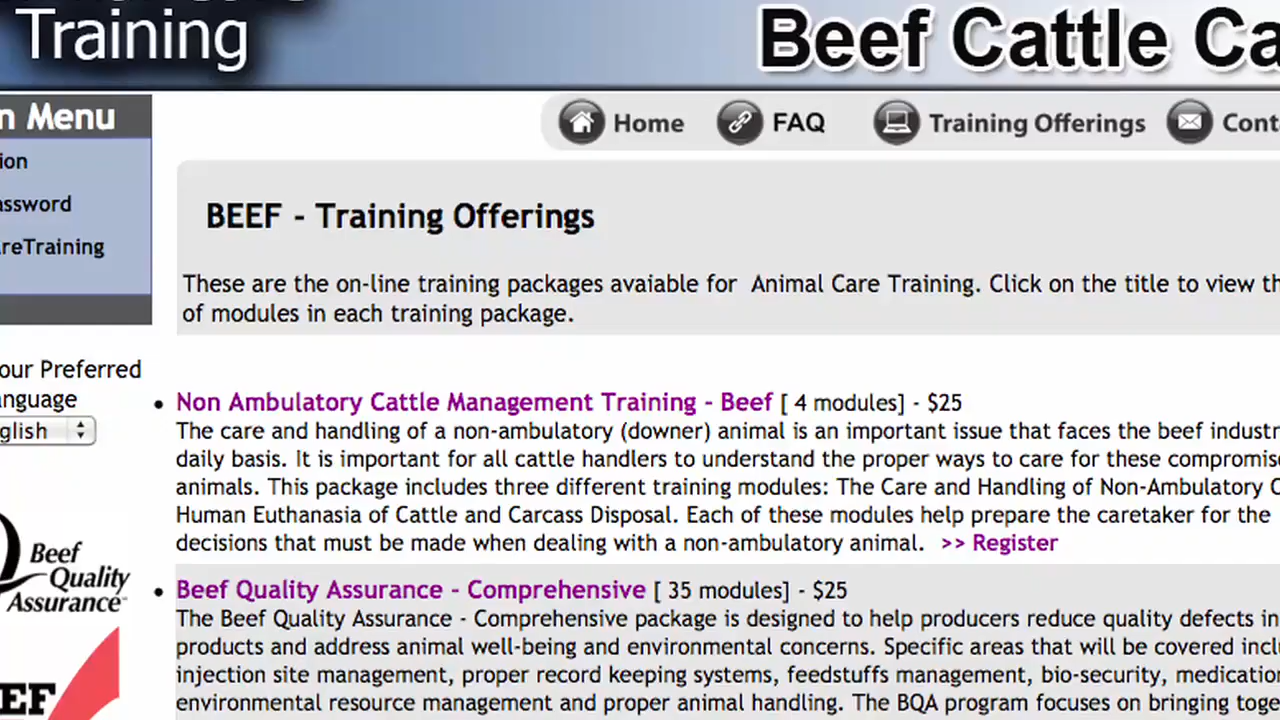 Training
Beef Cattle Ca
n Menu
Home
FAQ
Training Offerings
Cont
ion
assword
reTraining
BEEF - Training Offerings
These are the on-line training packages avaiable for Animal Care Training. Click on the title to view th
of modules in each training package.
our Preferred
anguage
glish
• Non Ambulatory Cattle Management Training - Beef [ 4 modules] - $25
The care and handling of a non-ambulatory (downer) animal is an important issue that faces the beef industr
daily basis. It is important for all cattle handlers to understand the proper ways to care for these compromis
animals. This package includes three different training modules: The Care and Handling of Non-Ambulatory C
Human Euthanasia of Cattle and Carcass Disposal. Each of these modules help prepare the caretaker for the
decisions that must be made when dealing with a non-ambulatory animal. >> Register
Beef
Quality
Assurance
EF
• Beef Quality Assurance - Comprehensive [ 35 modules] - $25
The Beef Quality Assurance - Comprehensive package is designed to help producers reduce quality defects in
products and address animal well-being and environmental concerns. Specific areas that will be covered inclu
injection site management, proper record keeping systems, feedstuffs management, bio-security, medication
environmental resource management and proper animal handling. The BQA program focuses on bringing toge